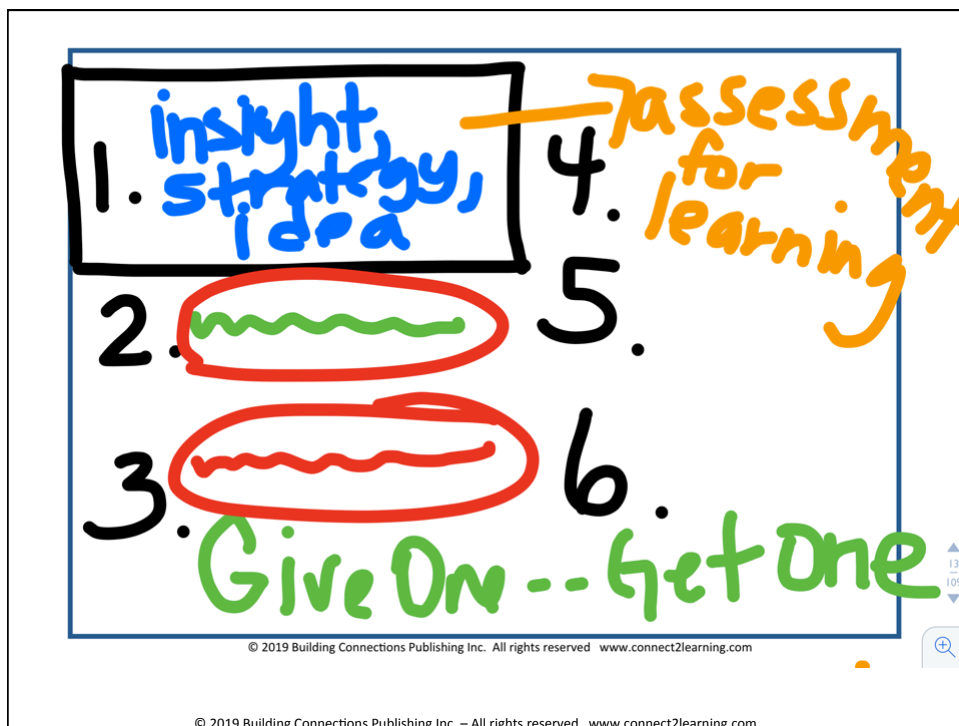 1. insight,
strategy,
idea
2.
3.
4. assessment
for
learning
5.
6.
Give One -- Get One
© 2019 Building Connections Publishing Inc. All rights reserved www.connect2learning.com
13
109
© 2019 Building Connections Publishing Inc. – All rights reserved www.connect2learning.com